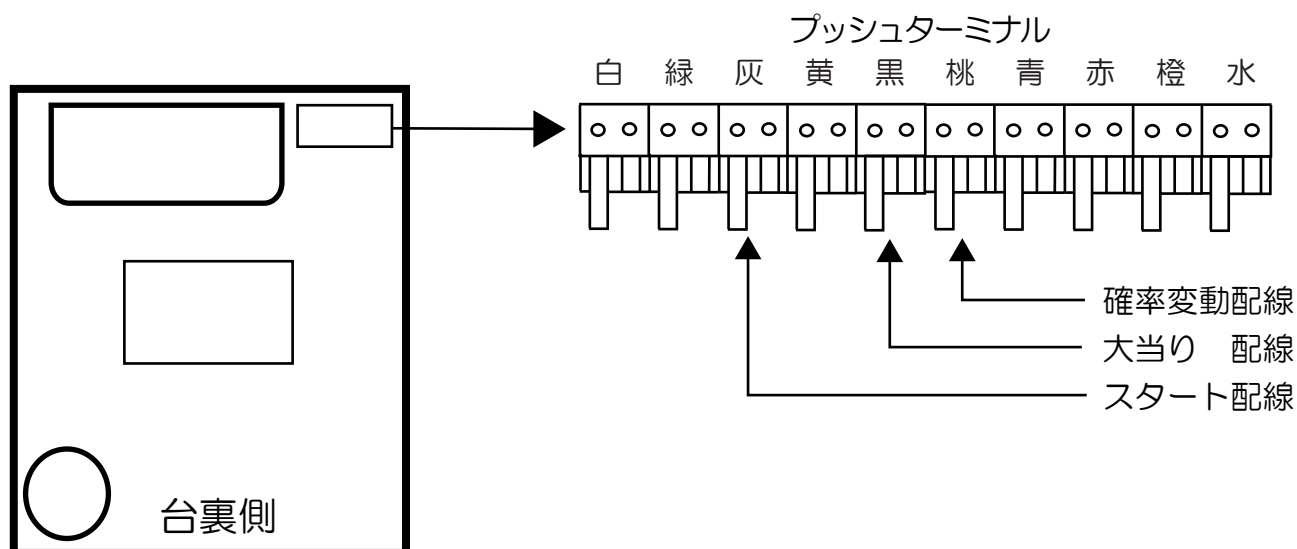 プッシュターミナル
白 緑 灰 黄 黒 桃 青 赤 橙 水
確率変動配線
大当り 配線
スタート配線
台裏側